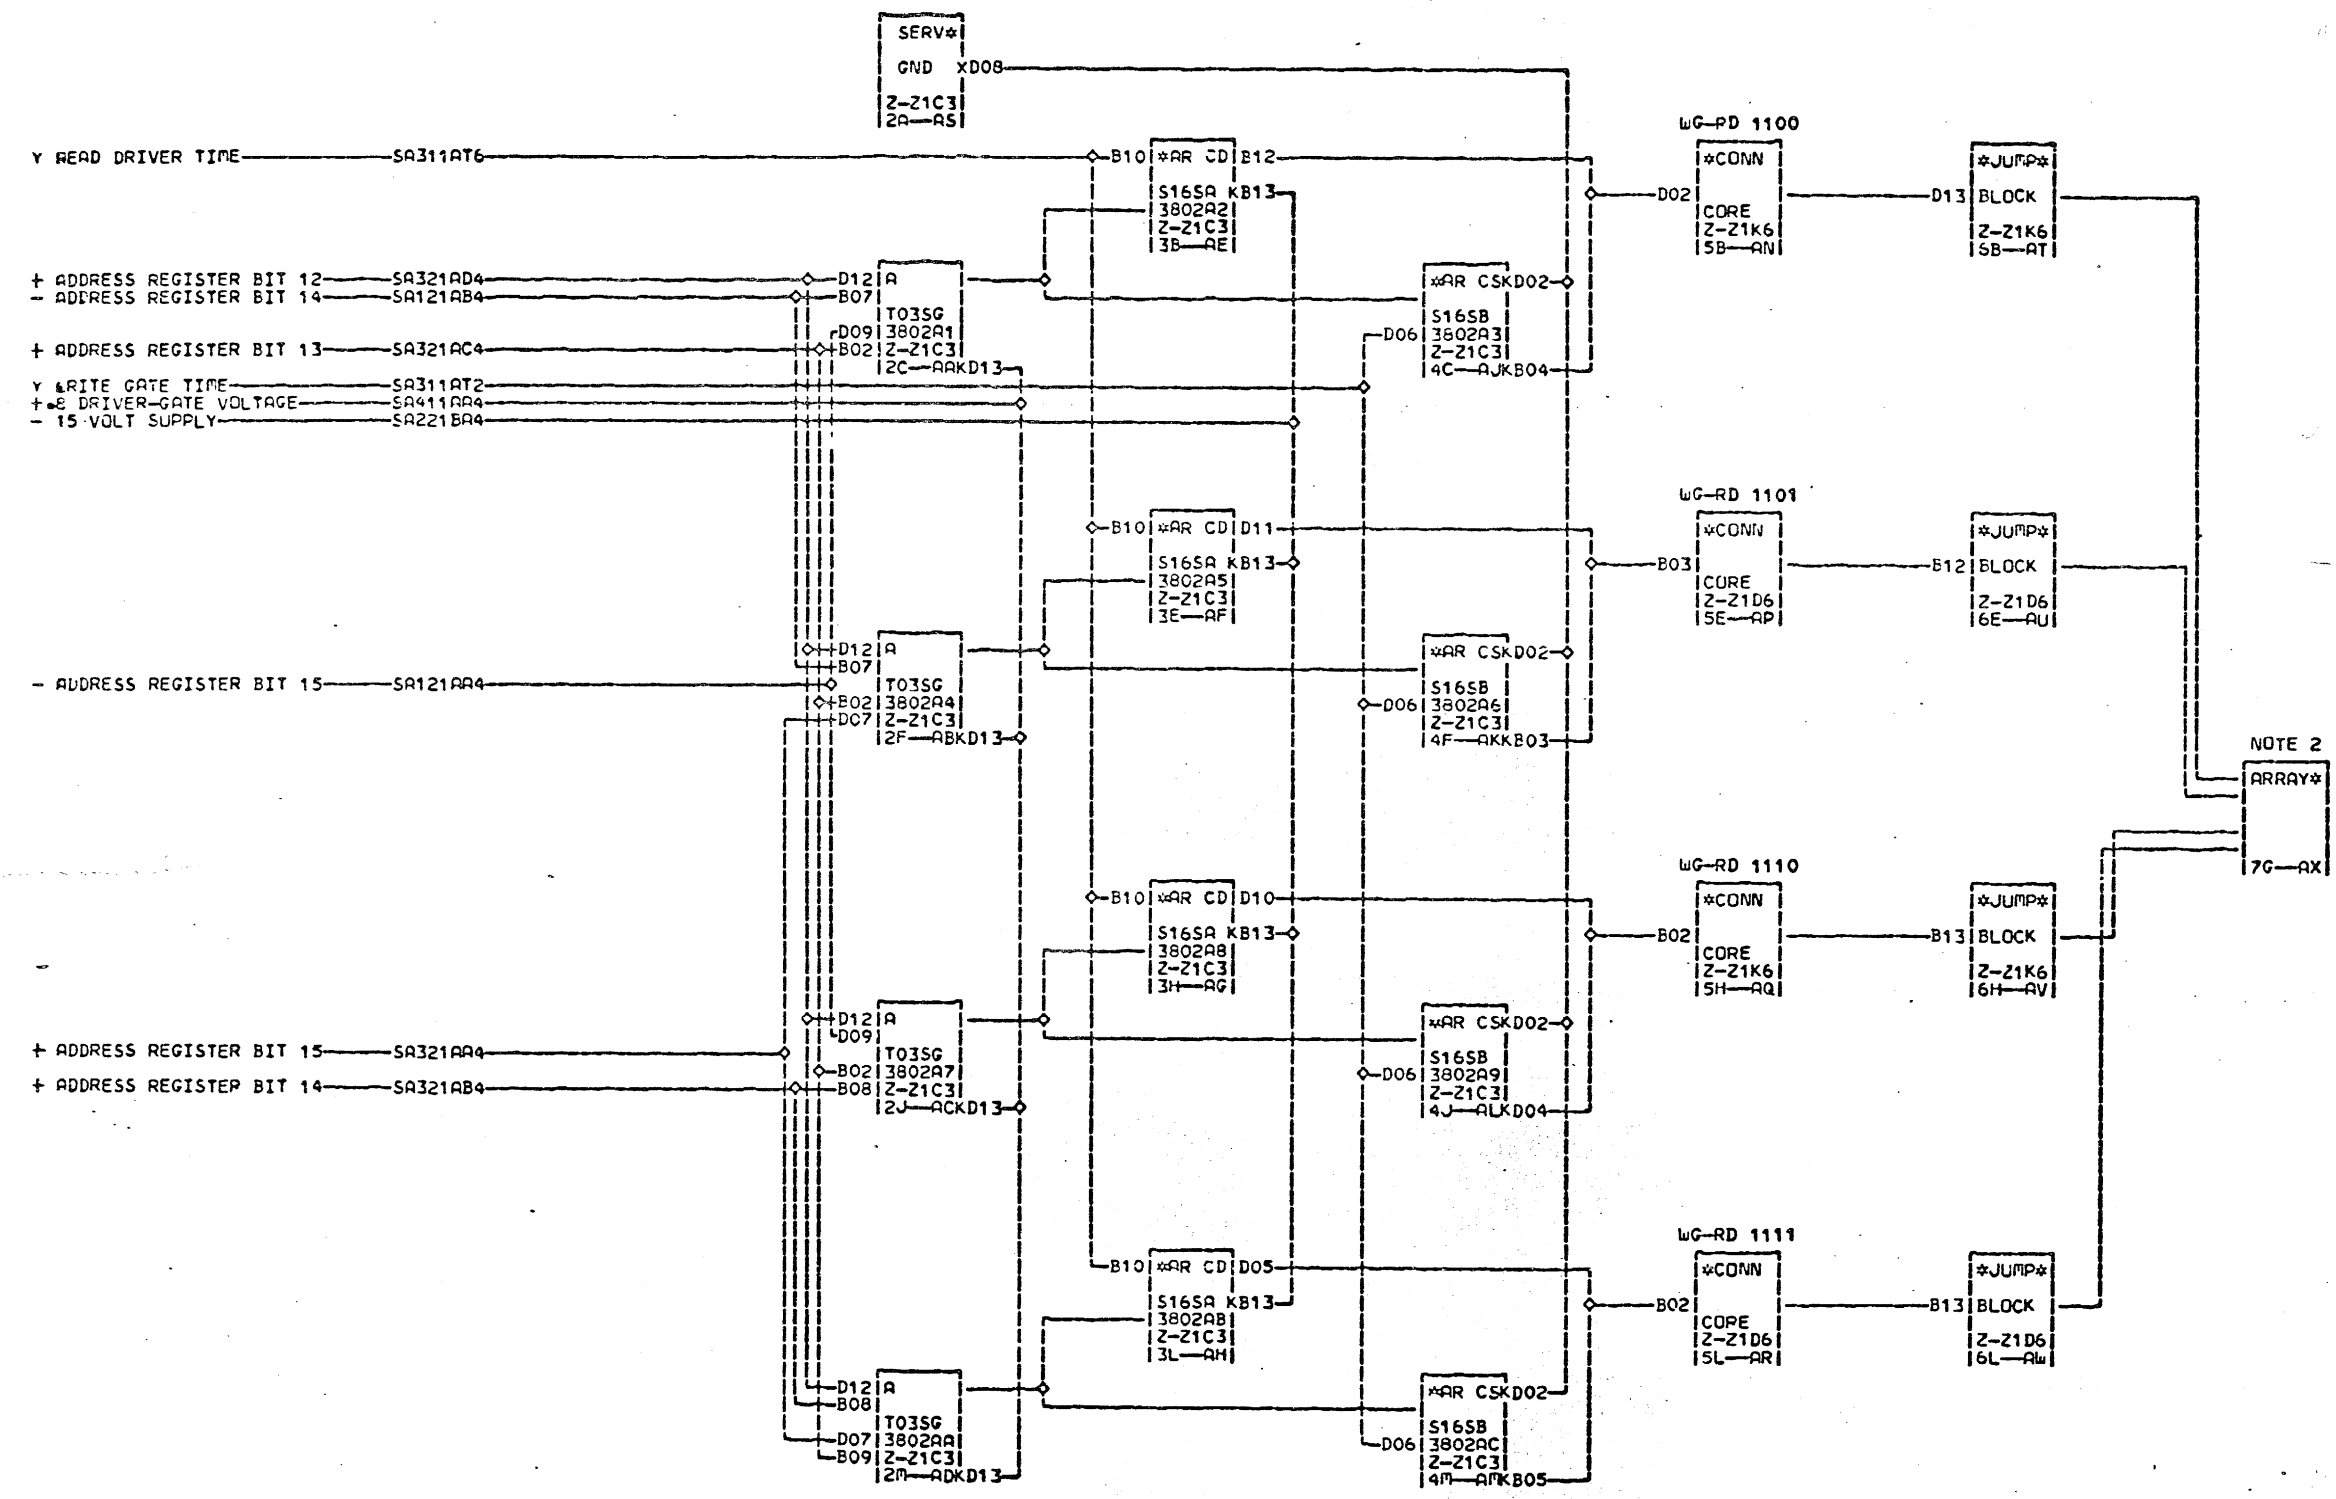 SERV*
GND XD08
Z-Z1C3
2A—AS
Y READ DRIVER TIME SA311AT6
B10 *AR CD B12
S16SA KB13
3802A2
Z-Z1C3
3B—AE
WG-RD 1100
D02 *CONN
CORE
Z-Z1K6
5B—AN
D13 *JUMP*
BLOCK
Z-Z1K6
5B—AT
+ ADDRESS REGISTER BIT 12 SA321AD4
- ADDRESS REGISTER BIT 14 SA121AB4
+ ADDRESS REGISTER BIT 13 SA321AC4
Y &RITE GATE TIME SA311AT2
DRIVER-GATE VOLTAGE SA411AA4
- 15 VOLT SUPPLY SA221BA4
D12 A
B07
T03SG
D09 3802A1
B02 Z-Z1C3
2C—AAKD13
*AR CSKD02
S16SB
D06 3802A3
Z-Z1C3
4C—AJKB04
B10 *AR CD D11
S16SA KB13
3802A5
Z-Z1C3
3E—AF
WG-RD 1101
*CONN
B03
CORE
Z-Z1D6
5E—AP
*JUMP*
B12 BLOCK
Z-Z1D6
6E—AU
- ADDRESS REGISTER BIT 15 SA121AA4
D12 A
B07
T03SG
B02 3802A4
D07 Z-Z1C3
2F—ABKD13
*AR CSKD02
S16SB
D06 3802A6
Z-Z1C3
4F—AKKB03
NOTE 2
ARRAY*
7G—AX
B10 *AR CD D10
S16SA KB13
3802A8
Z-Z1C3
3H—AG
WG-RD 1110
*CONN
B02
CORE
Z-Z1K6
5H—AQ
*JUMP*
B13 BLOCK
Z-Z1K6
6H—AV
+ ADDRESS REGISTER BIT 15 SA321AA4
+ ADDRESS REGISTER BIT 14 SA321AB4
D12 A
D09
T03SG
B02 3802A7
B08 Z-Z1C3
2J—ACKD13
*AR CSKD02
S16SB
D06 3802A9
Z-Z1C3
4J—ALKD04
B10 *AR CD D05
S16SA KB13
3802AB
Z-Z1C3
3L—AH
WG-RD 1111
*CONN
B02
CORE
Z-Z1D6
5L—AR
*JUMP*
B13 BLOCK
Z-Z1D6
6L—AW
D12 A
B08
T03SG
D07 3802AA
B09 Z-Z1C3
2M—ADKD13
*AR CSKD02
S16SB
D06 3802AC
Z-Z1C3
4M—AMKB05